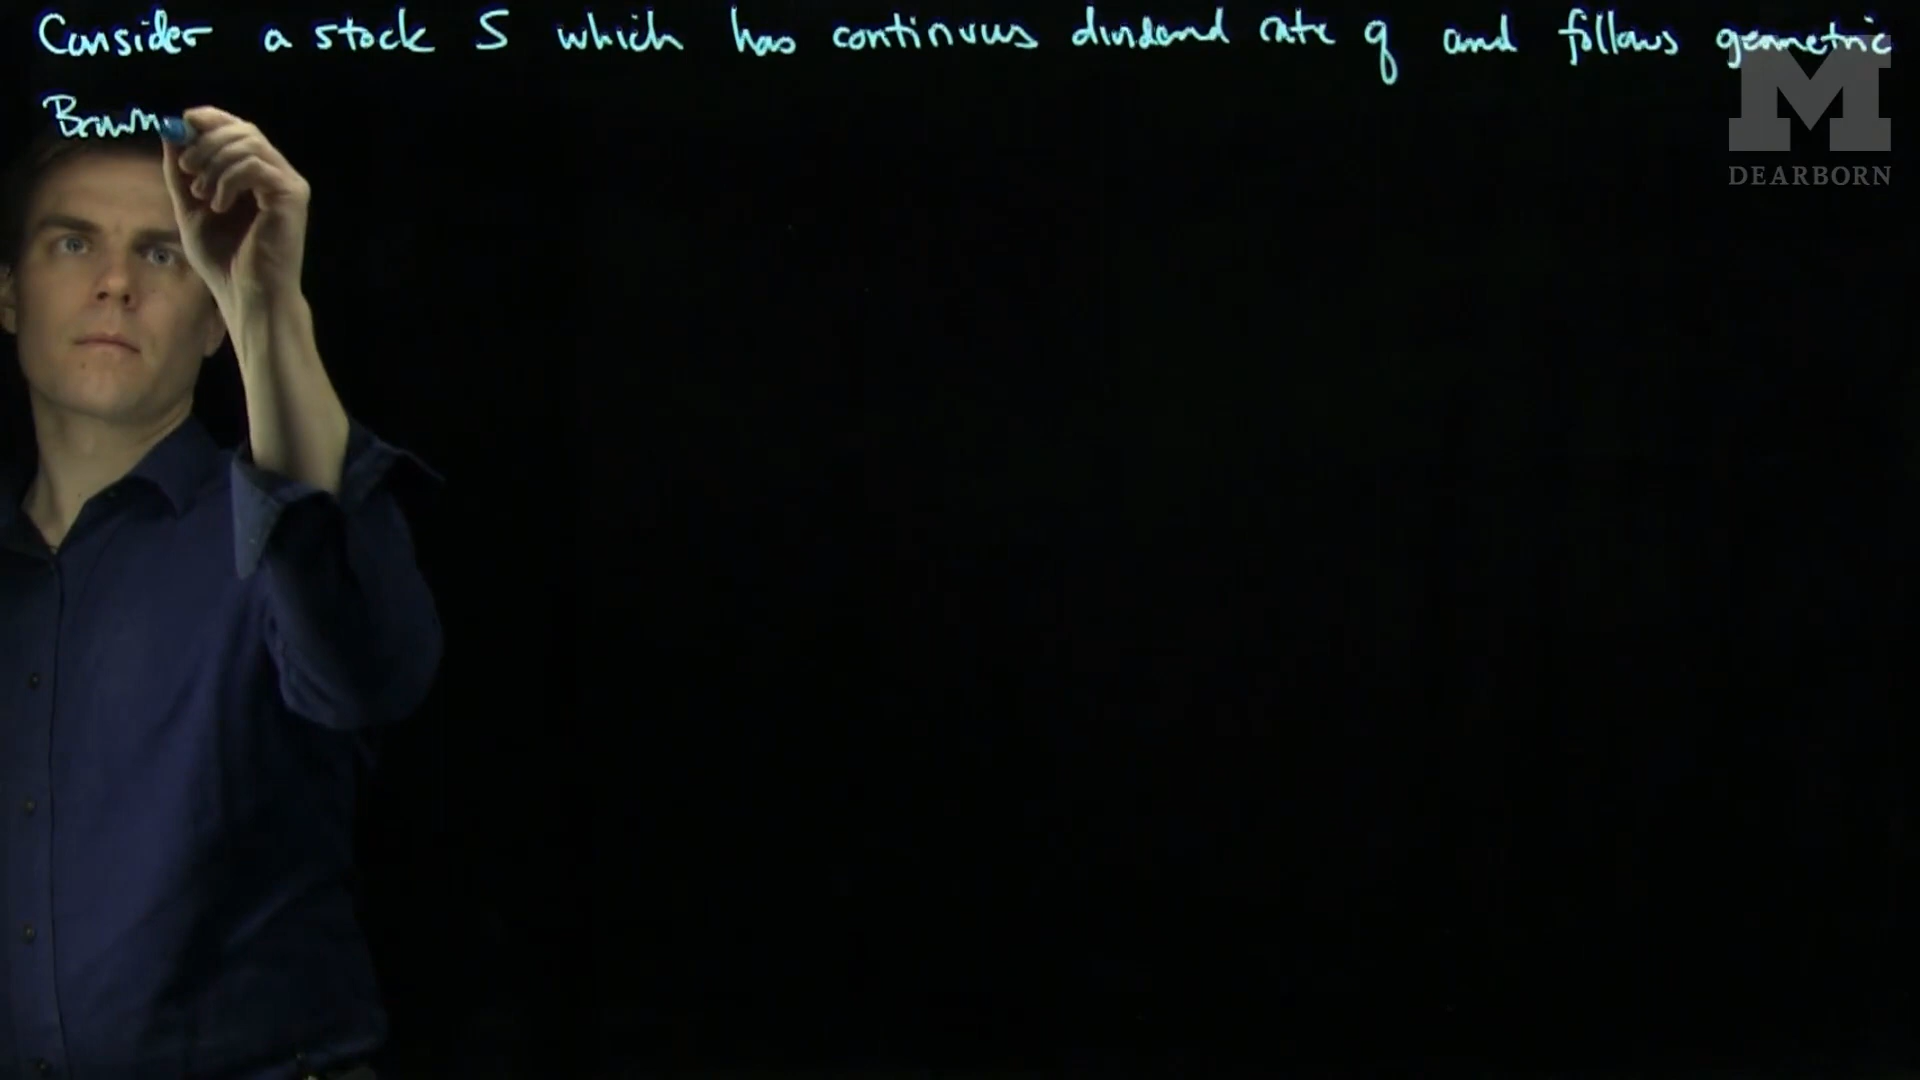 Consider a stock S which has continuous dividend rate q and follows geometric
Brown
M
DEARBORN